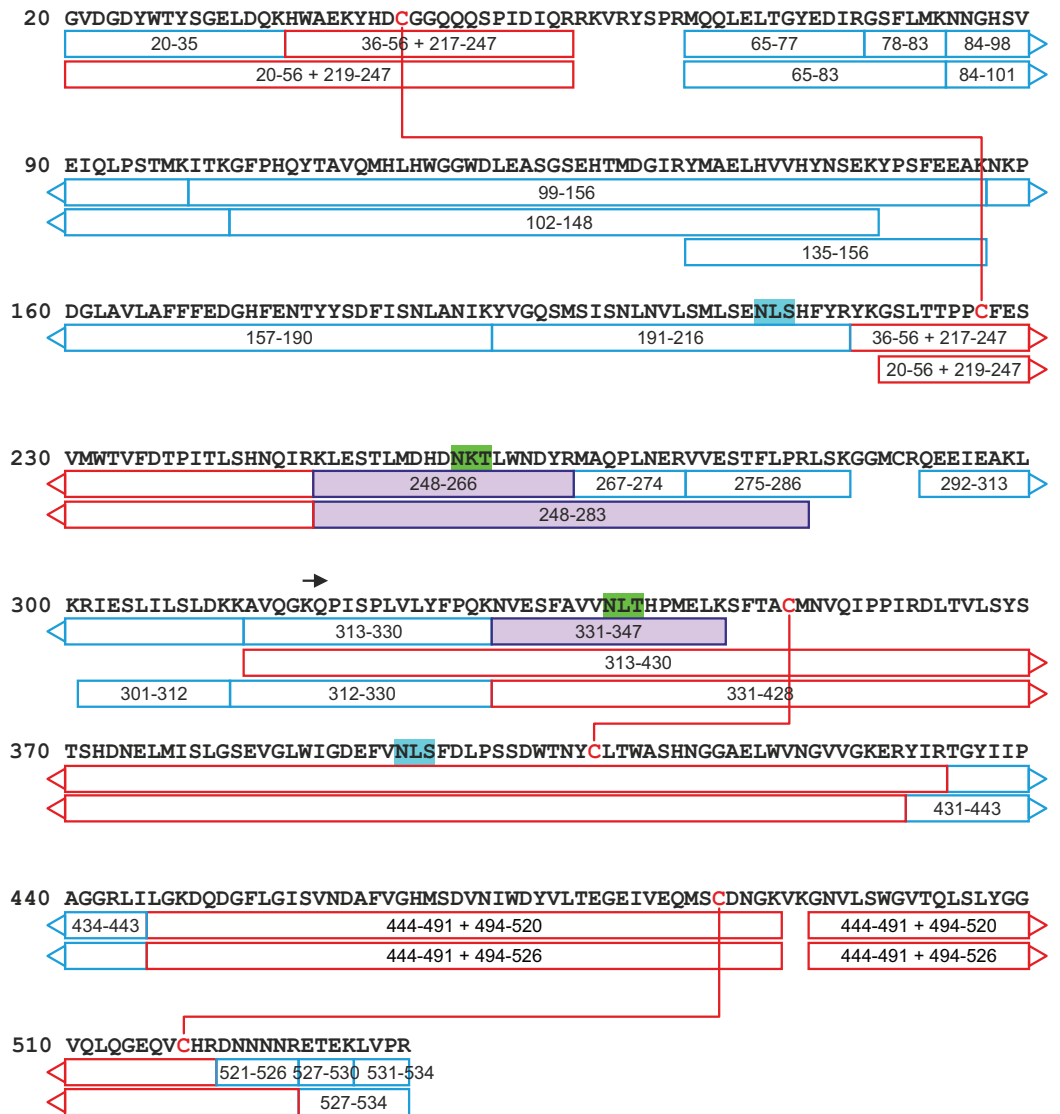 20 GVDGDYWTYSGELDQKHWAEKYHDCGGQQQSPIDIQRRKVRYSPRMQQLELTGYEDIRGSFLMKNNGHSV
20-35 36-56 + 217-247 65-77 78-83 84-98
20-56 + 219-247 65-83 84-101
90 EIQLPSTMKITKGFPHQYTAVQMHLHWGGWDLEASGSEHTMDGIRYMAELHVVHYNSEKYPSFEEAKNKP
99-156
102-148
135-156
160 DGLAVLAFFFEDGHFENTYYSDFISNLANIKYVGQSMSISNLNVLSMLSENLSHFYRYKGSLTTPPCFES
157-190 191-216 36-56 + 217-247
20-56 + 219-247
230 VMWTVFDTPITLSHNQIRKLESTLMDHDNKTLWNDYRMAQPLNERVVESTFLPRLSKGGMCRQEEIEAKL
248-266 267-274 275-286 292-313
248-283
300 KRIESLILSLDKKAVQGKQPISPLVLYFPQKNVESFAVVNLTHPMELKSFTACMNVQIPPIRDLTVLSYS
313-330 331-347
313-430
301-312 312-330 331-428
370 TSHDNELMISLGSEVGLWIGDEFVNLSFDLPSSDWTNYCLTWASHNGGAELWVNGVVGKERYIRTGYIIP
431-443
440 AGGRLILGKDQDGFLGISVNDAFVGHMSDVNIWDYVLTEGEIVEQMSCDNGKVKGNVLSWGVTQLSLYGG
434-443 444-491 + 494-520 444-491 + 494-520
444-491 + 494-526 444-491 + 494-526
510 VQLQGEQVCHRDNNNNRETEKLVPR
521-526 527-530 531-534
527-534